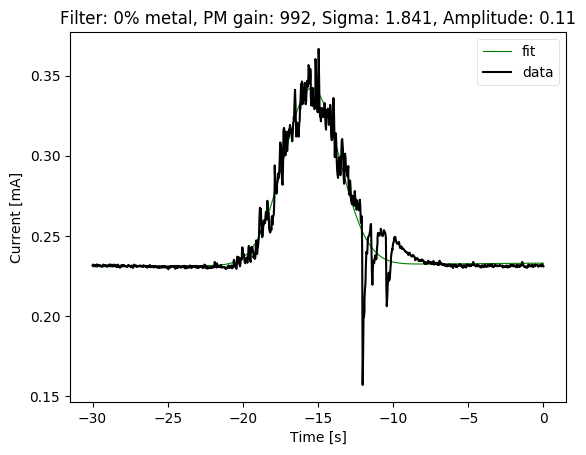 Filter: 0% metal, PM gain: 992, Sigma: 1.841, Amplitude: 0.11
fit
data
0.35
0.30
0.25
0.20
0.15
Current [mA]
−30
−25
−20
−15
−10
−5
0
Time [s]